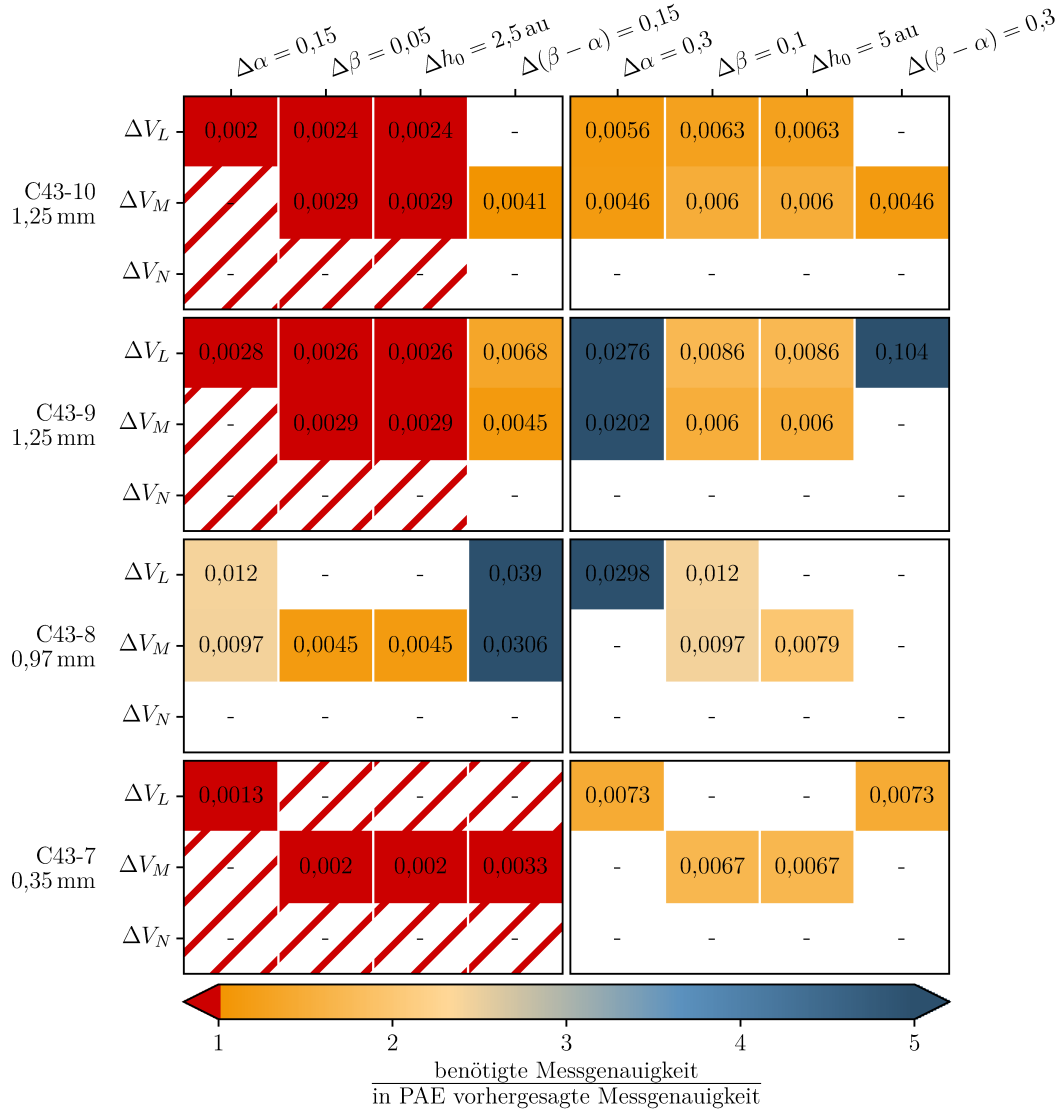 Δα = 0,15 Δβ = 0,05 Δh₀ = 2,5 au Δ(β − α) = 0,15 Δα = 0,3 Δβ = 0,1 Δh₀ = 5 au Δ(β − α) = 0,3
ΔV_L 0,002 0,0024 0,0024 - 0,0056 0,0063 0,0063 -
C43-10
1,25 mm
ΔV_M - 0,0029 0,0029 0,0041 0,0046 0,006 0,006 0,0046
ΔV_N - - - - - - - -
ΔV_L 0,0028 0,0026 0,0026 0,0068 0,0276 0,0086 0,0086 0,104
C43-9
1,25 mm
ΔV_M - 0,0029 0,0029 0,0045 0,0202 0,006 0,006 -
ΔV_N - - - - - - - -
ΔV_L 0,012 - - 0,039 0,0298 0,012 - -
C43-8
0,97 mm
ΔV_M 0,0097 0,0045 0,0045 0,0306 - 0,0097 0,0079 -
ΔV_N - - - - - - - -
ΔV_L 0,0013 - - - 0,0073 - - 0,0073
C43-7
0,35 mm
ΔV_M - 0,002 0,002 0,0033 - 0,0067 0,0067 -
ΔV_N - - - - - - - -
1 2 3 4 5
benötigte Messgenauigkeit
in PAE vorhergesagte Messgenauigkeit